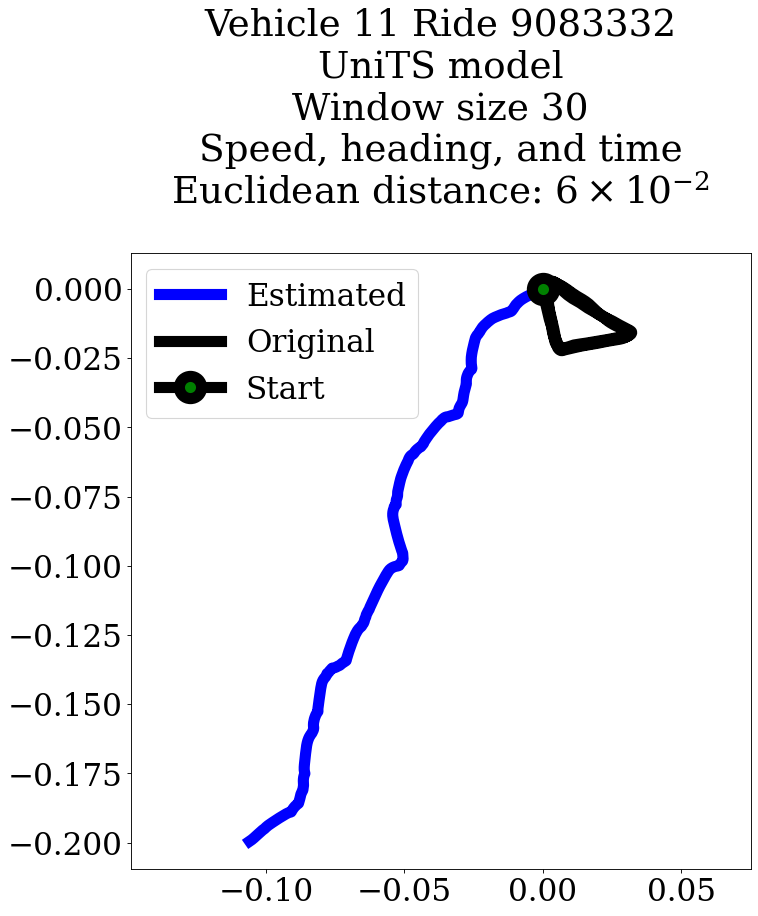 Vehicle 11 Ride 9083332
UniTS model
Window size 30
Speed, heading, and time
Euclidean distance: 6 × 10⁻²
Estimated
Original
Start
0.000
−0.025
−0.050
−0.075
−0.100
−0.125
−0.150
−0.175
−0.200
−0.10 −0.05 0.00 0.05